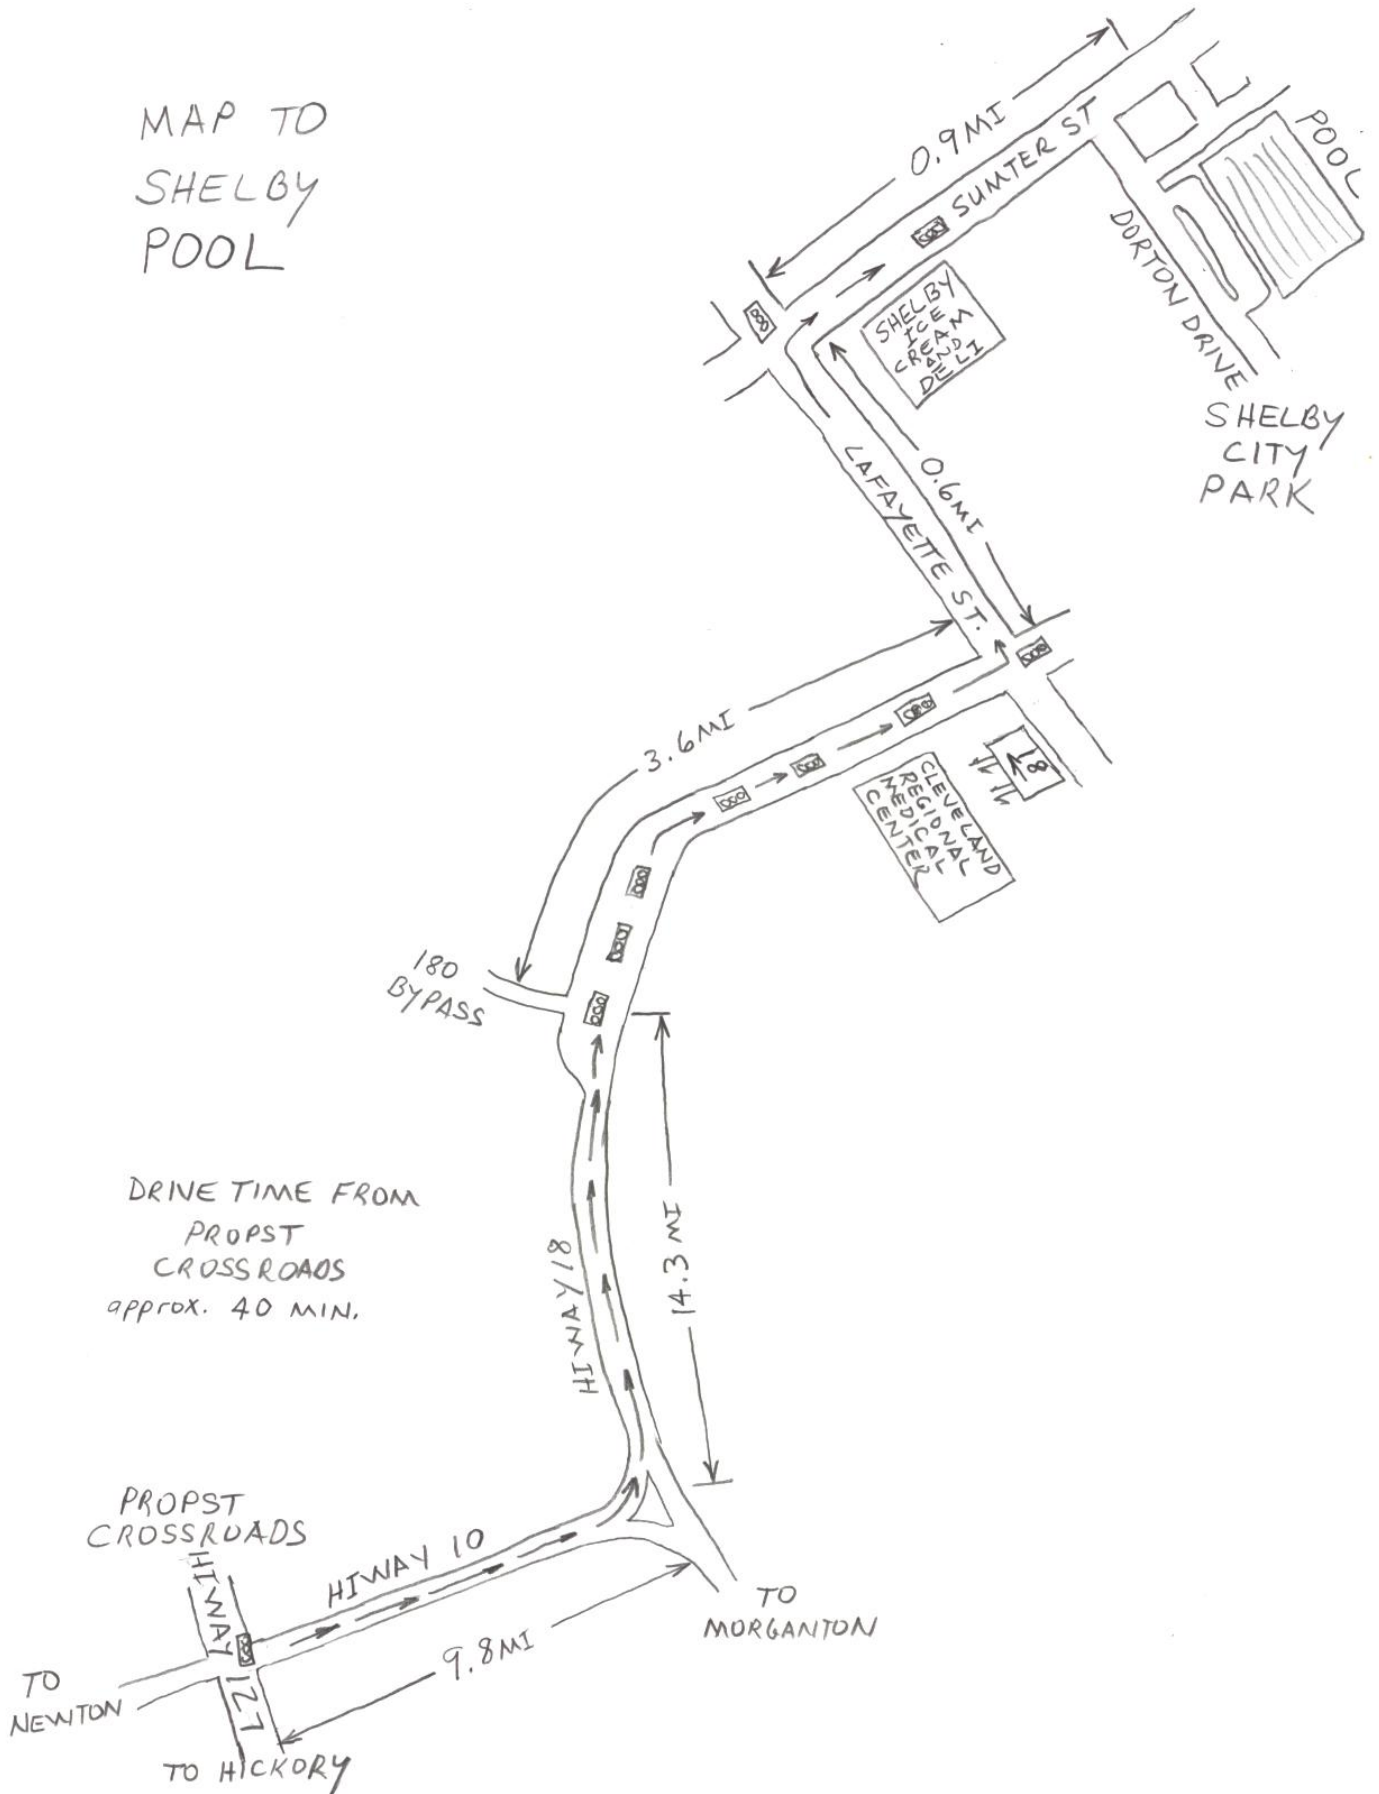 MAP TO
SHELBY
POOL
0.9 MI
SUMTER ST
POOL
DORTON DRIVE
SHELBY
ICE
CREAM
AND
DELI
SHELBY
CITY
PARK
LAFAYETTE ST.
0.6 MI
3.6 MI
18
CLEVELAND
REGIONAL
MEDICAL
CENTER
180
BYPASS
14.3 MI
HIWAY 18
DRIVE TIME FROM
PROPST
CROSSROADS
approx. 40 MIN.
PROPST
CROSSROADS
HIWAY 10
HIWAY 127
9.8 MI
TO
MORGANTON
TO
NEWTON
TO HICKORY